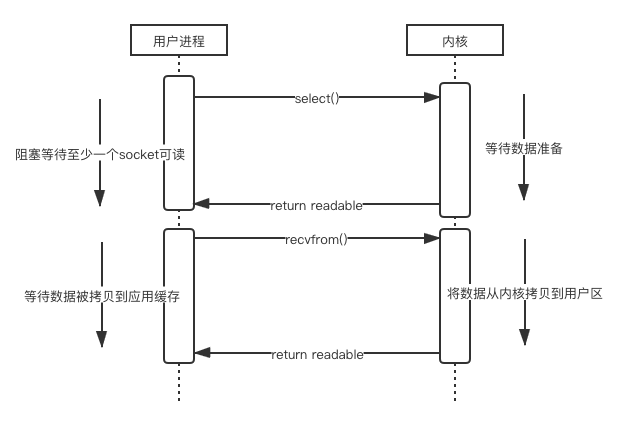 用户进程
内核
select()
阻塞等待至少一个socket可读
等待数据准备
return readable
recvfrom()
等待数据被拷贝到应用缓存
将数据从内核拷贝到用户区
return readable